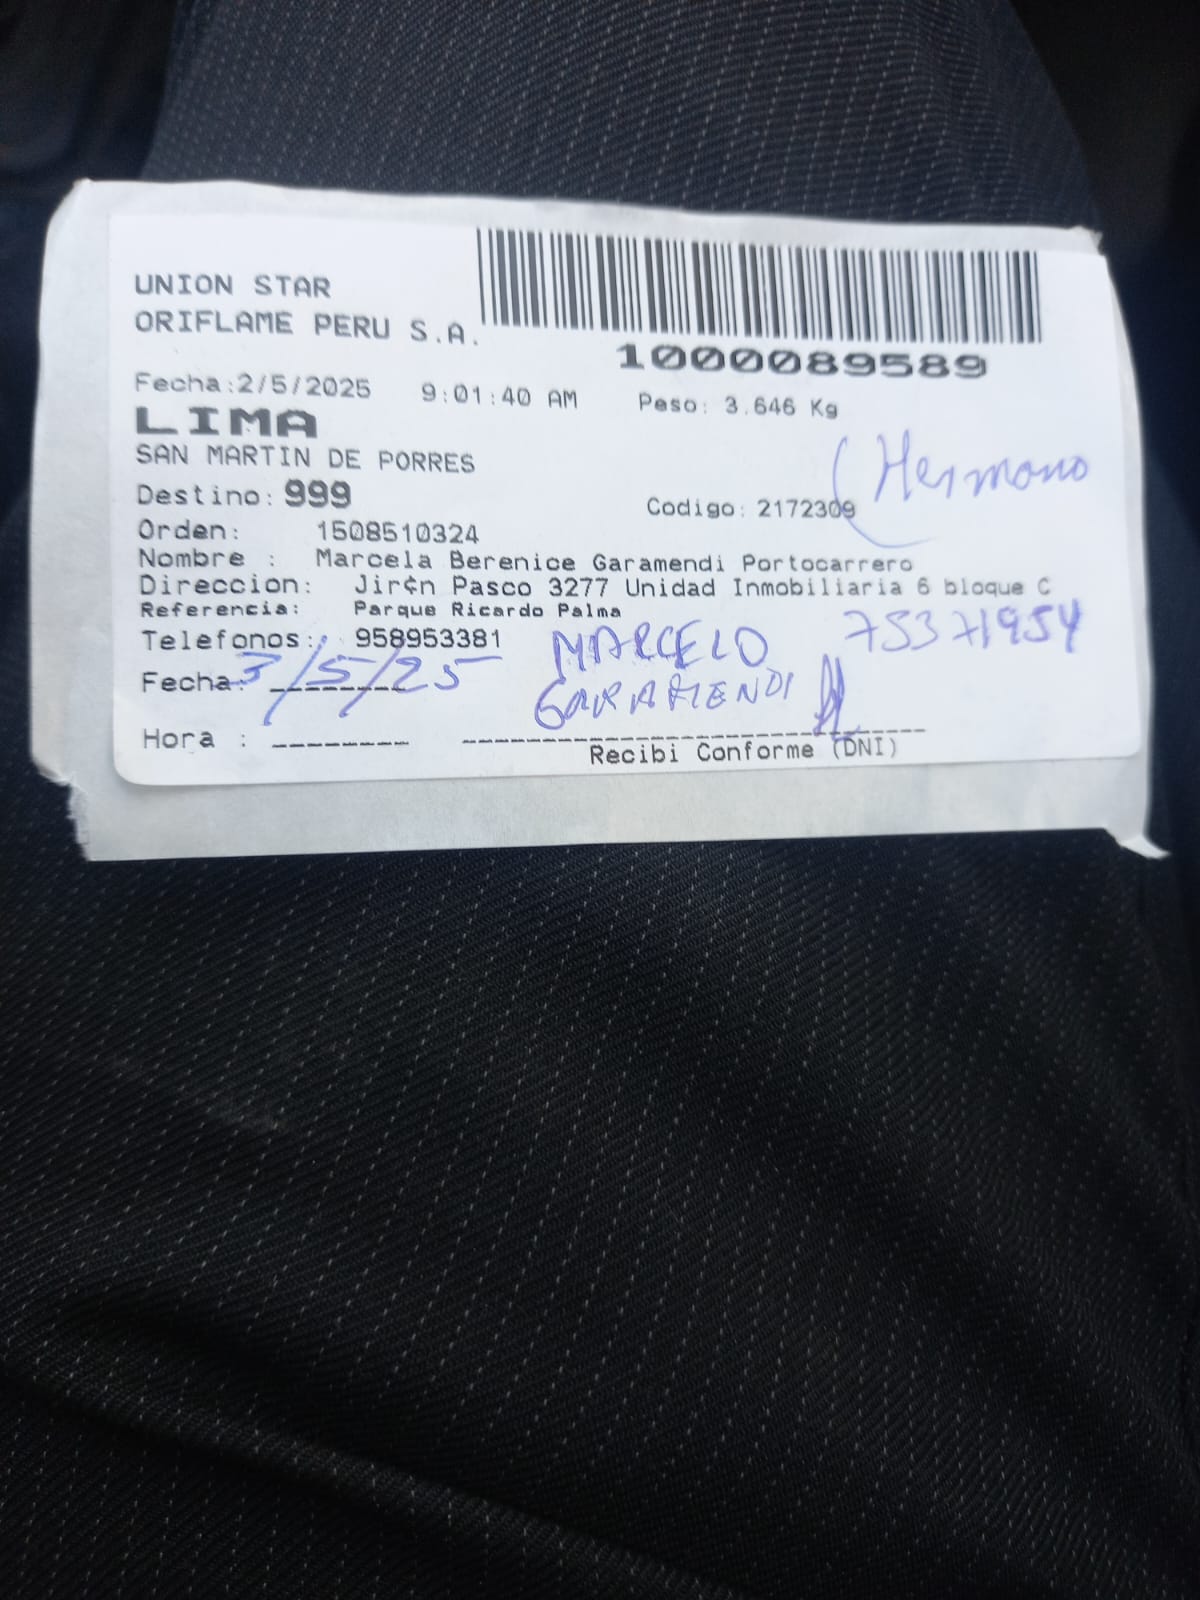 UNION STAR
ORIFLAME PERU S.A.
1000089589
Fecha:2/5/2025 9:01:40 AM Peso: 3.646 Kg
LIMA
SAN MARTIN DE PORRES
(Hermano
Destino: 999 Codigo: 2172309
Orden: 1508510324
Nombre : Marcela Berenice Garamendi Portocarrero
Direccion: Jir¢n Pasco 3277 Unidad Inmobiliaria 6 bloque C
Referencia: Parque Ricardo Palma
Telefonos: 958953381 MARCELO 75371954
Fecha: 3/5/25 GARAMENDI
Hora :
Recibi Conforme (DNI)